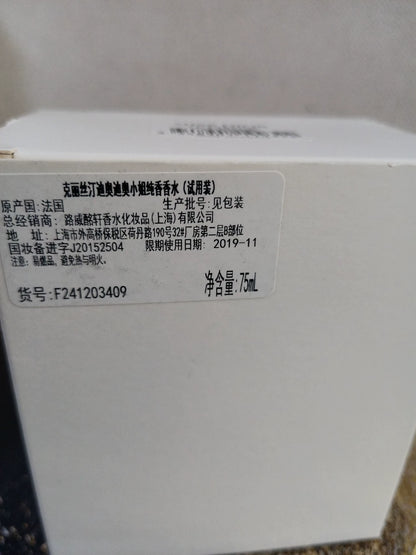 克丽丝汀迪奥迪奥小姐纯香香水（试用装）
原产国:法国 生产批号:见包装
总经销商: 路威酩轩香水化妆品(上海)有限公司
地 址: 上海市外高桥保税区荷丹路190号32#厂房第二层B部位
国妆备进字J20152504 限期使用日期: 2019-11
注意: 易燃品, 避免热与明火。
货号:F241203409 净含量:75mL